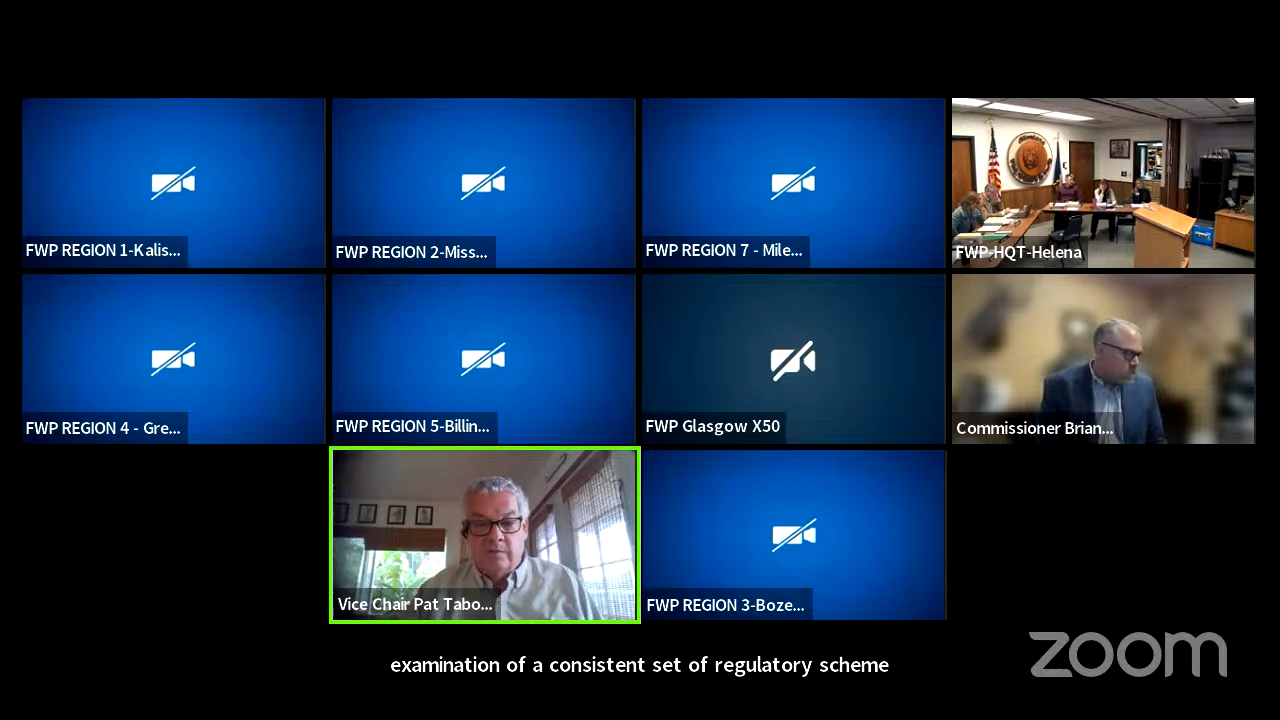 FWP REGION 1-Kalis...
FWP REGION 2-Miss...
FWP REGION 7 - Mile...
FWP-HQT-Helena
FWP REGION 4 - Gre...
FWP REGION 5-Billin...
FWP Glasgow X50
Commissioner Brian...
Vice Chair Pat Tabo...
FWP REGION 3-Boze...
examination of a consistent set of regulatory scheme
zoom